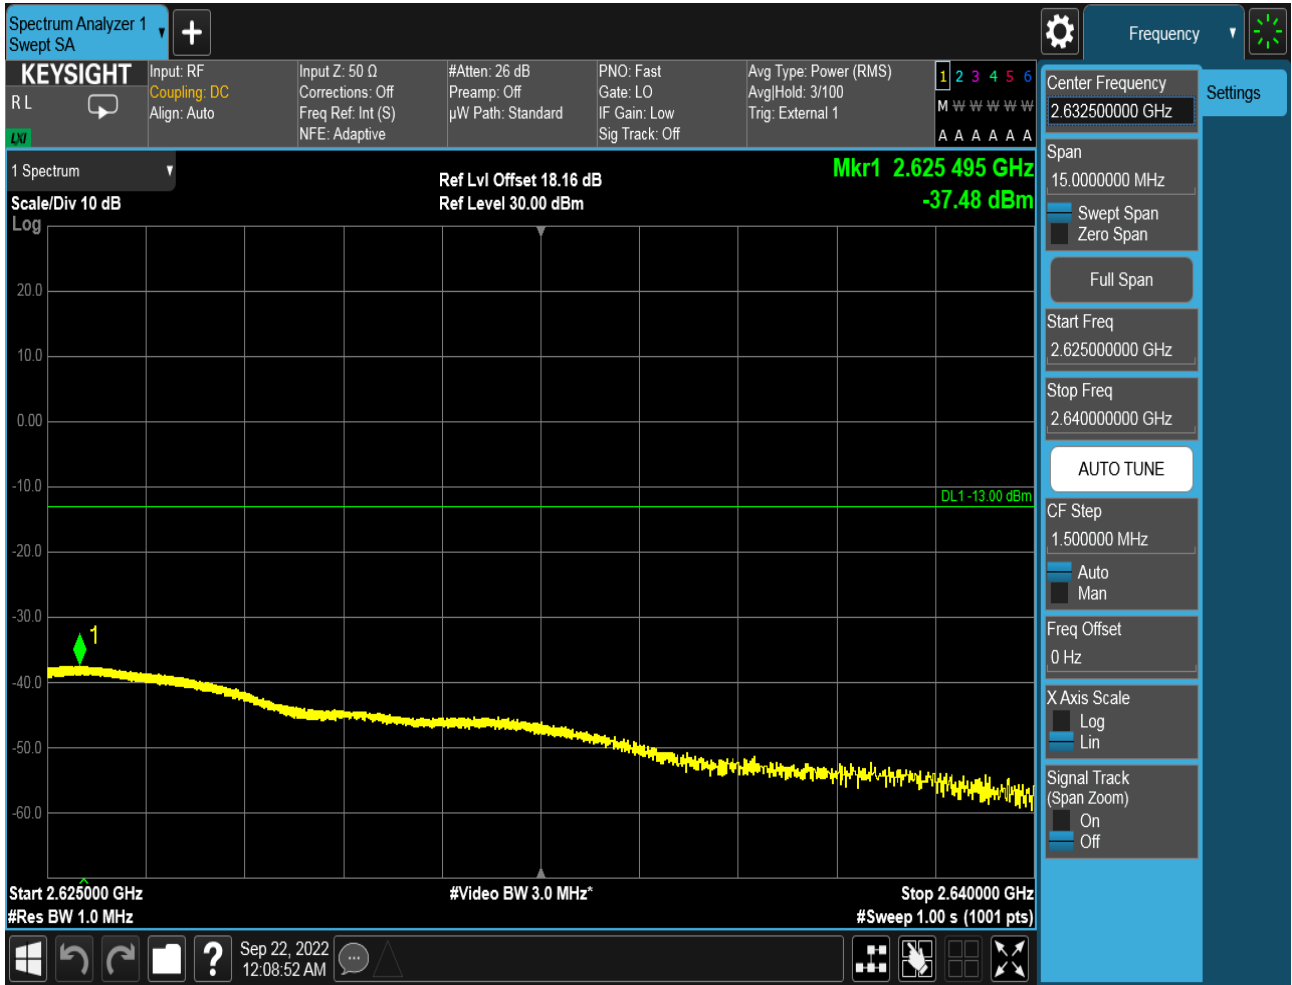 Spectrum Analyzer 1
Swept SA
Frequency
KEYSIGHT
R L
LXI
Input: RF
Coupling: DC
Align: Auto
Input Z: 50 Ω
Corrections: Off
Freq Ref: Int (S)
NFE: Adaptive
#Atten: 26 dB
Preamp: Off
µW Path: Standard
PNO: Fast
Gate: LO
IF Gain: Low
Sig Track: Off
Avg Type: Power (RMS)
Avg|Hold: 3/100
Trig: External 1
1 2 3 4 5 6
M W W W W W
A A A A A A
Center Frequency
2.632500000 GHz
Settings
Span
15.0000000 MHz
Swept Span
Zero Span
Full Span
Start Freq
2.625000000 GHz
Stop Freq
2.640000000 GHz
AUTO TUNE
CF Step
1.500000 MHz
Auto
Man
Freq Offset
0 Hz
X Axis Scale
Log
Lin
Signal Track
(Span Zoom)
On
Off
1 Spectrum
Scale/Div 10 dB
Log
Ref Lvl Offset 18.16 dB
Ref Level 30.00 dBm
Mkr1 2.625 495 GHz
-37.48 dBm
20.0
10.0
0.00
-10.0
DL1 -13.00 dBm
-20.0
-30.0
1
-40.0
-50.0
-60.0
Start 2.625000 GHz
#Res BW 1.0 MHz
#Video BW 3.0 MHz*
Stop 2.640000 GHz
#Sweep 1.00 s (1001 pts)
?
Sep 22, 2022
12:08:52 AM